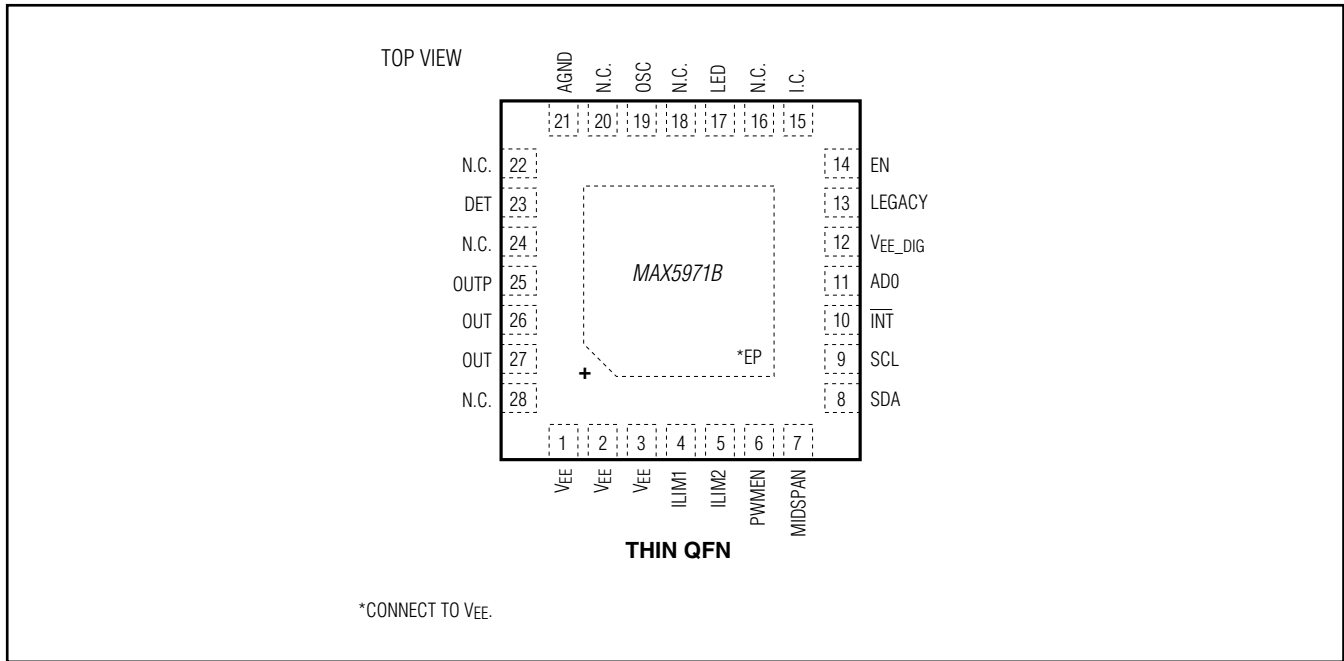 TOP VIEW
AGND
N.C.
OSC
N.C.
LED
N.C.
I.C.
21 20 19 18 17 16 15
N.C. 22
DET 23
N.C. 24
OUTP 25
OUT 26
OUT 27
N.C. 28
14 EN
13 LEGACY
12 VEE_DIG
11 AD0
10 INT
9 SCL
8 SDA
MAX5971B
*EP
+
1 2 3 4 5 6 7
VEE
VEE
VEE
ILIM1
ILIM2
PWMEN
MIDSPAN
THIN QFN
*CONNECT TO VEE.